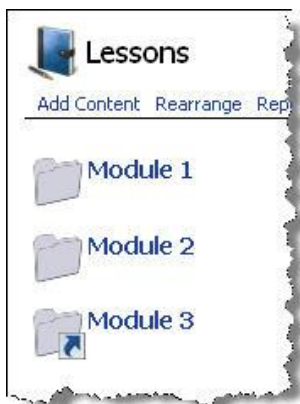 Lessons
Add Content Rearrange Rep
Module 1
Module 2
Module 3